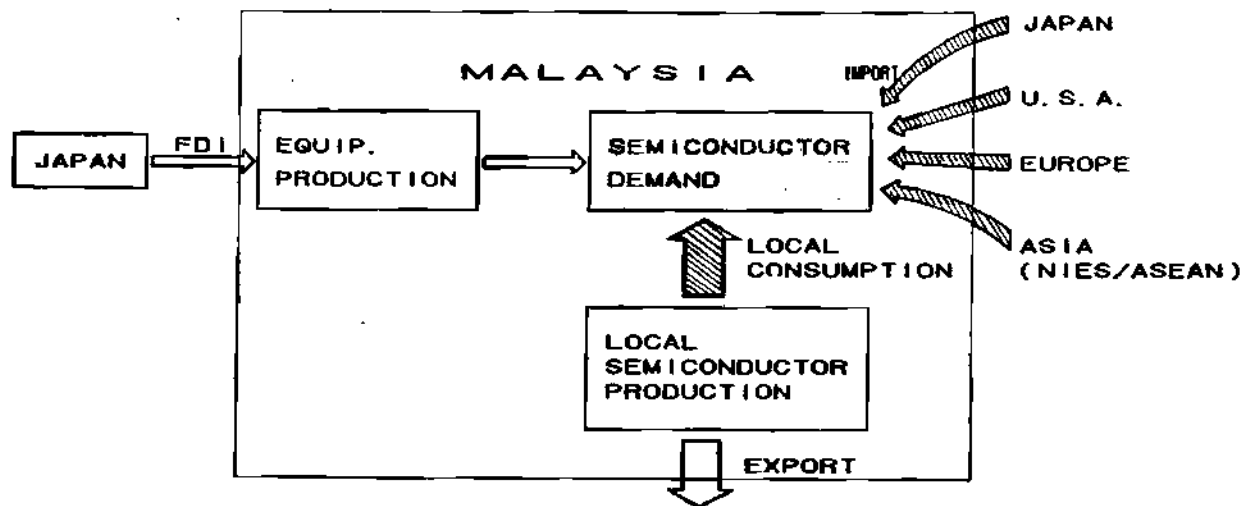 JAPAN
MALAYSIA
IMPORT
U.S.A.
JAPAN
FDI
EQUIP.
PRODUCTION
SEMICONDUCTOR
DEMAND
EUROPE
LOCAL
CONSUMPTION
ASIA
(NIES/ASEAN)
LOCAL
SEMICONDUCTOR
PRODUCTION
EXPORT